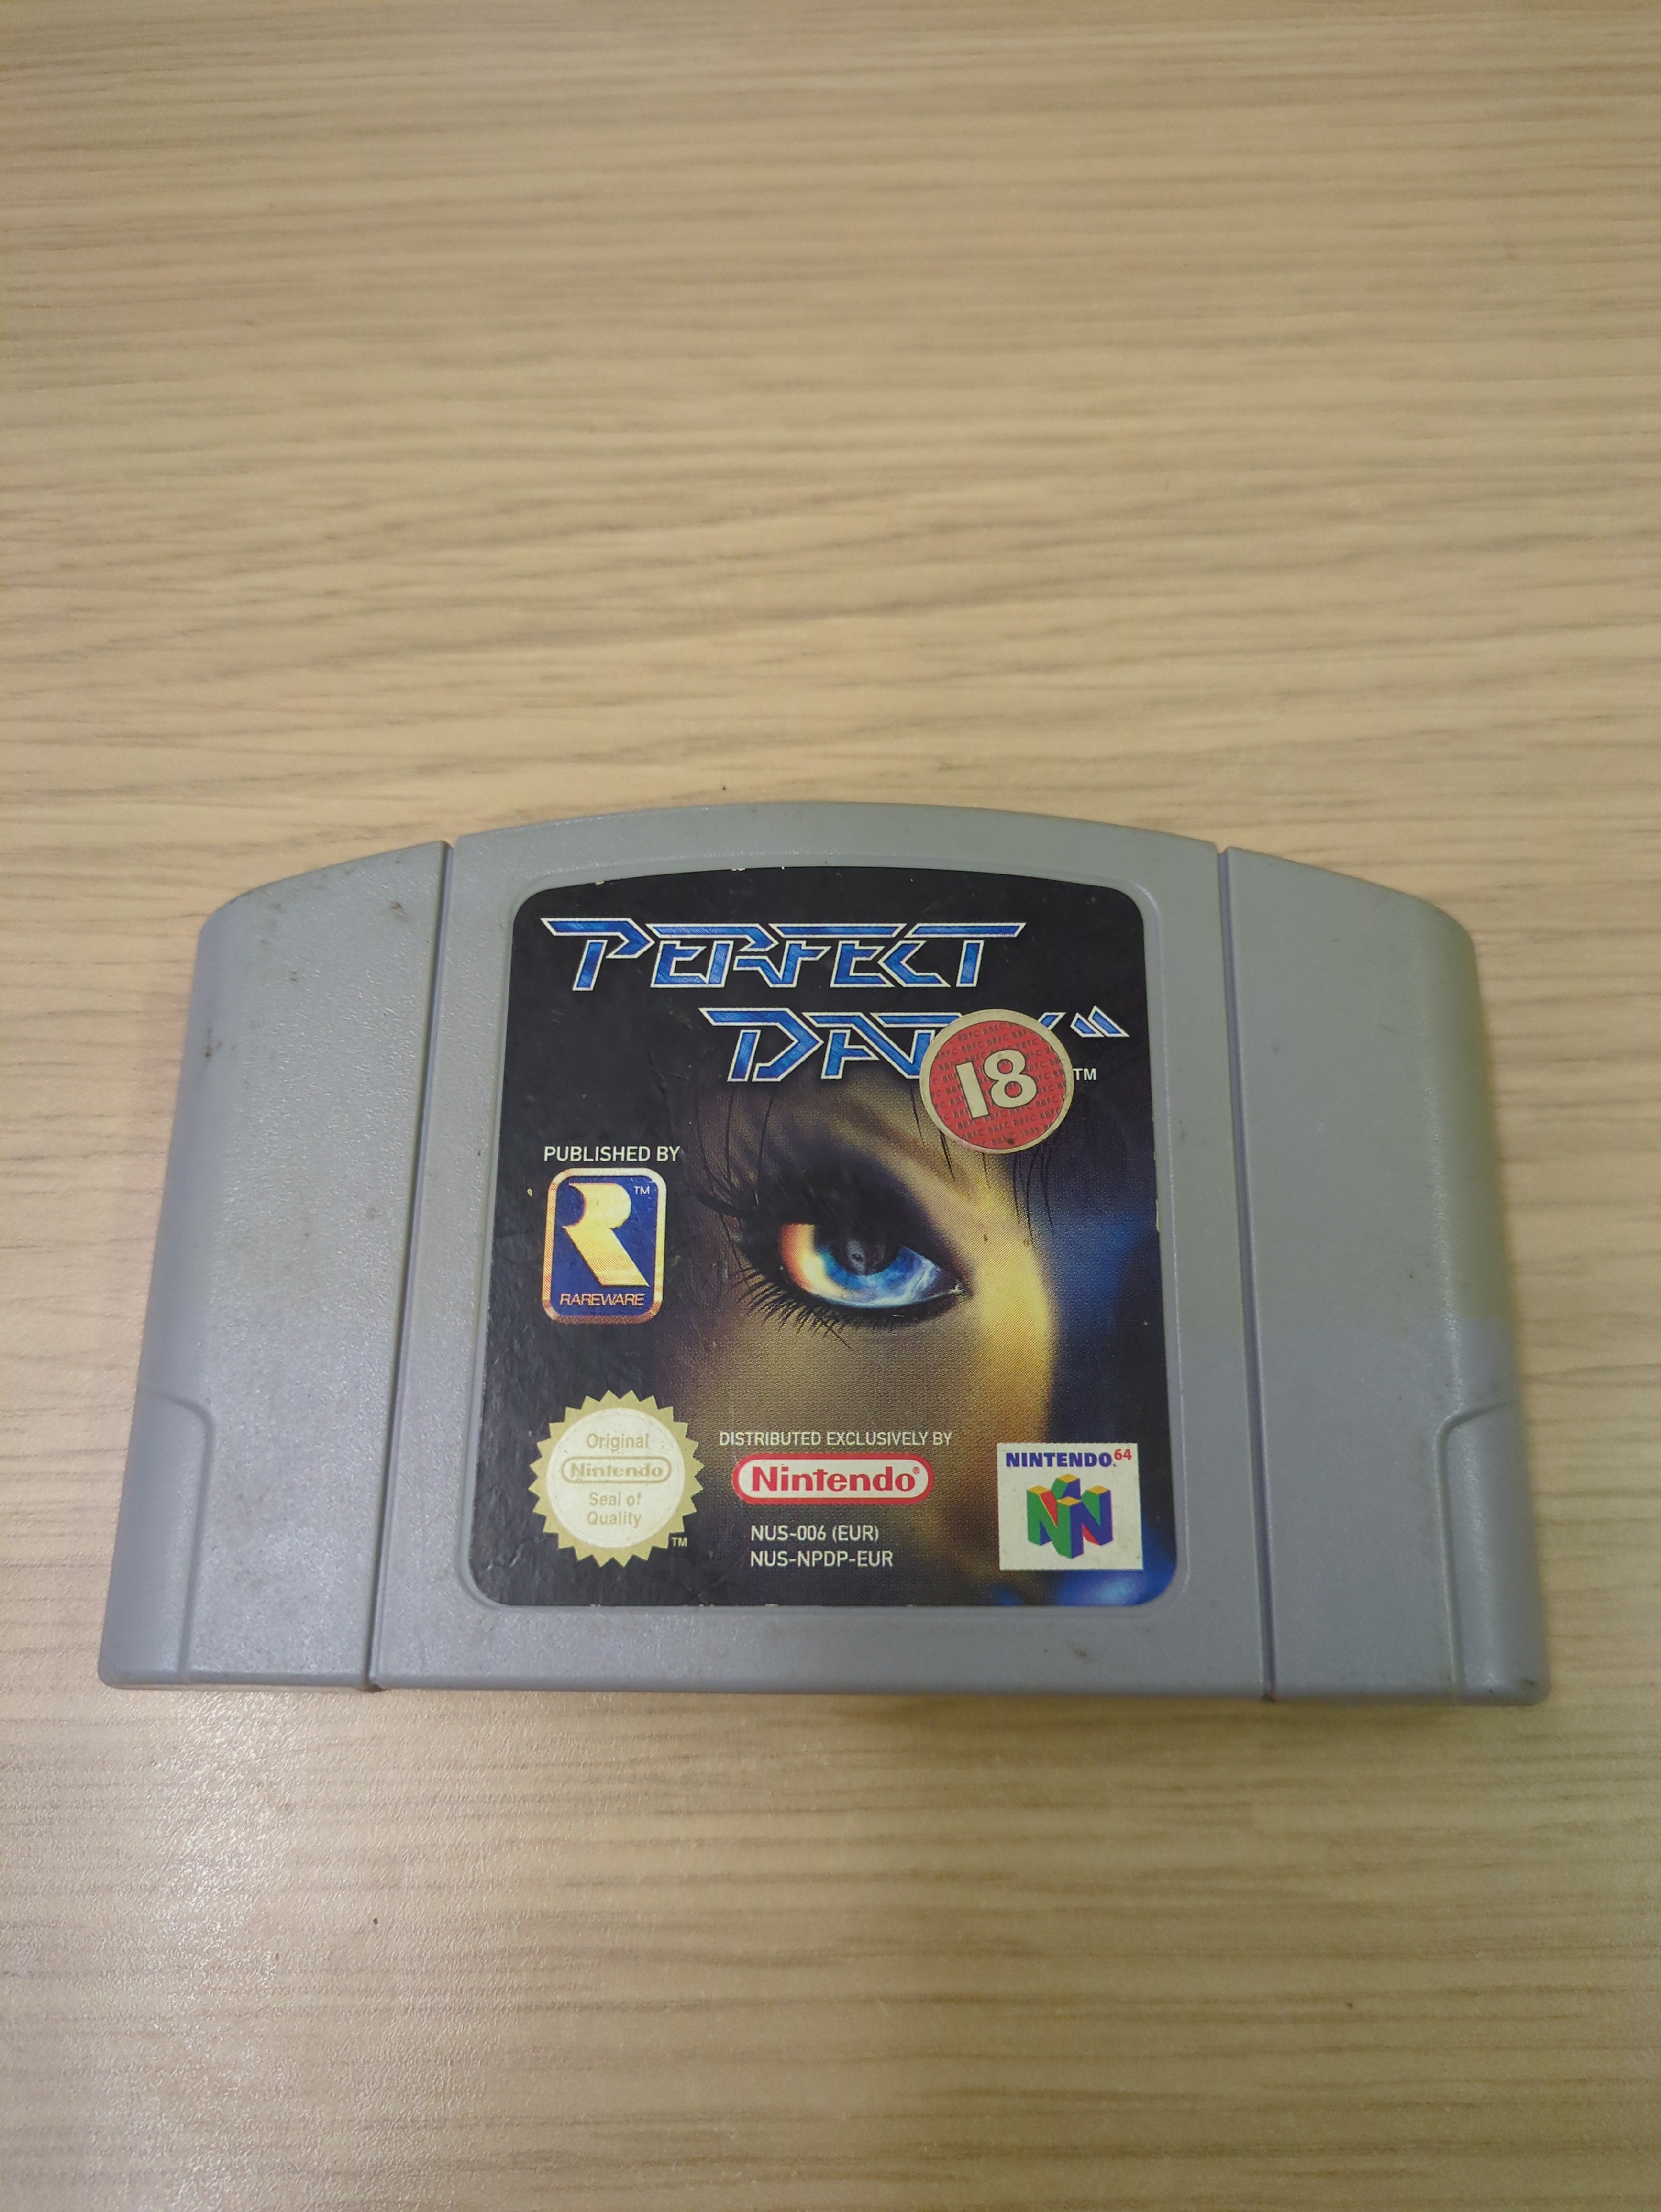 PERFECT
DARK
TM
18
PUBLISHED BY
TM
RAREWARE
Original
Nintendo
Seal of
Quality
TM
DISTRIBUTED EXCLUSIVELY BY
Nintendo®
NUS-006 (EUR)
NUS-NPDP-EUR
NINTENDO64